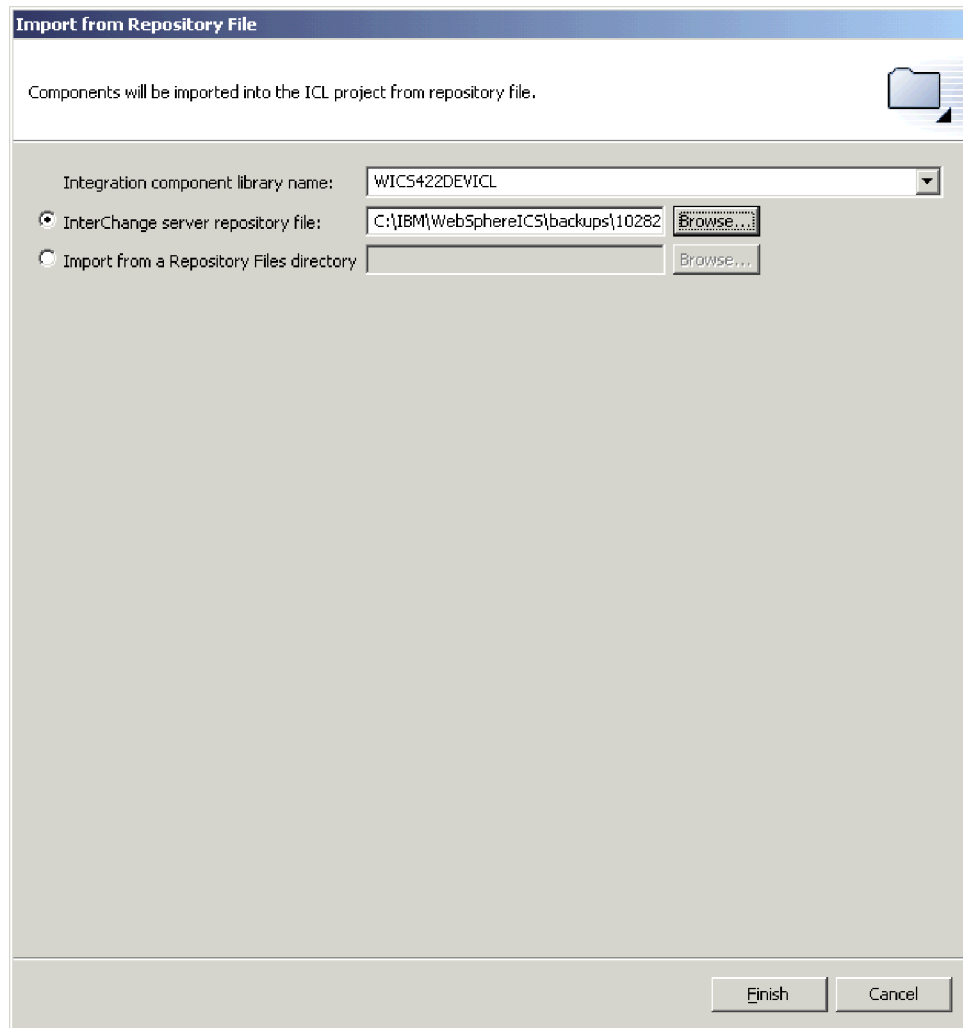 Import from Repository File
Components will be imported into the ICL project from repository file.
Integration component library name: WICS422DEVICL
InterChange server repository file: C:\IBM\WebSphereICS\backups\10282 Browse...
Import from a Repository Files directory Browse...
Finish Cancel